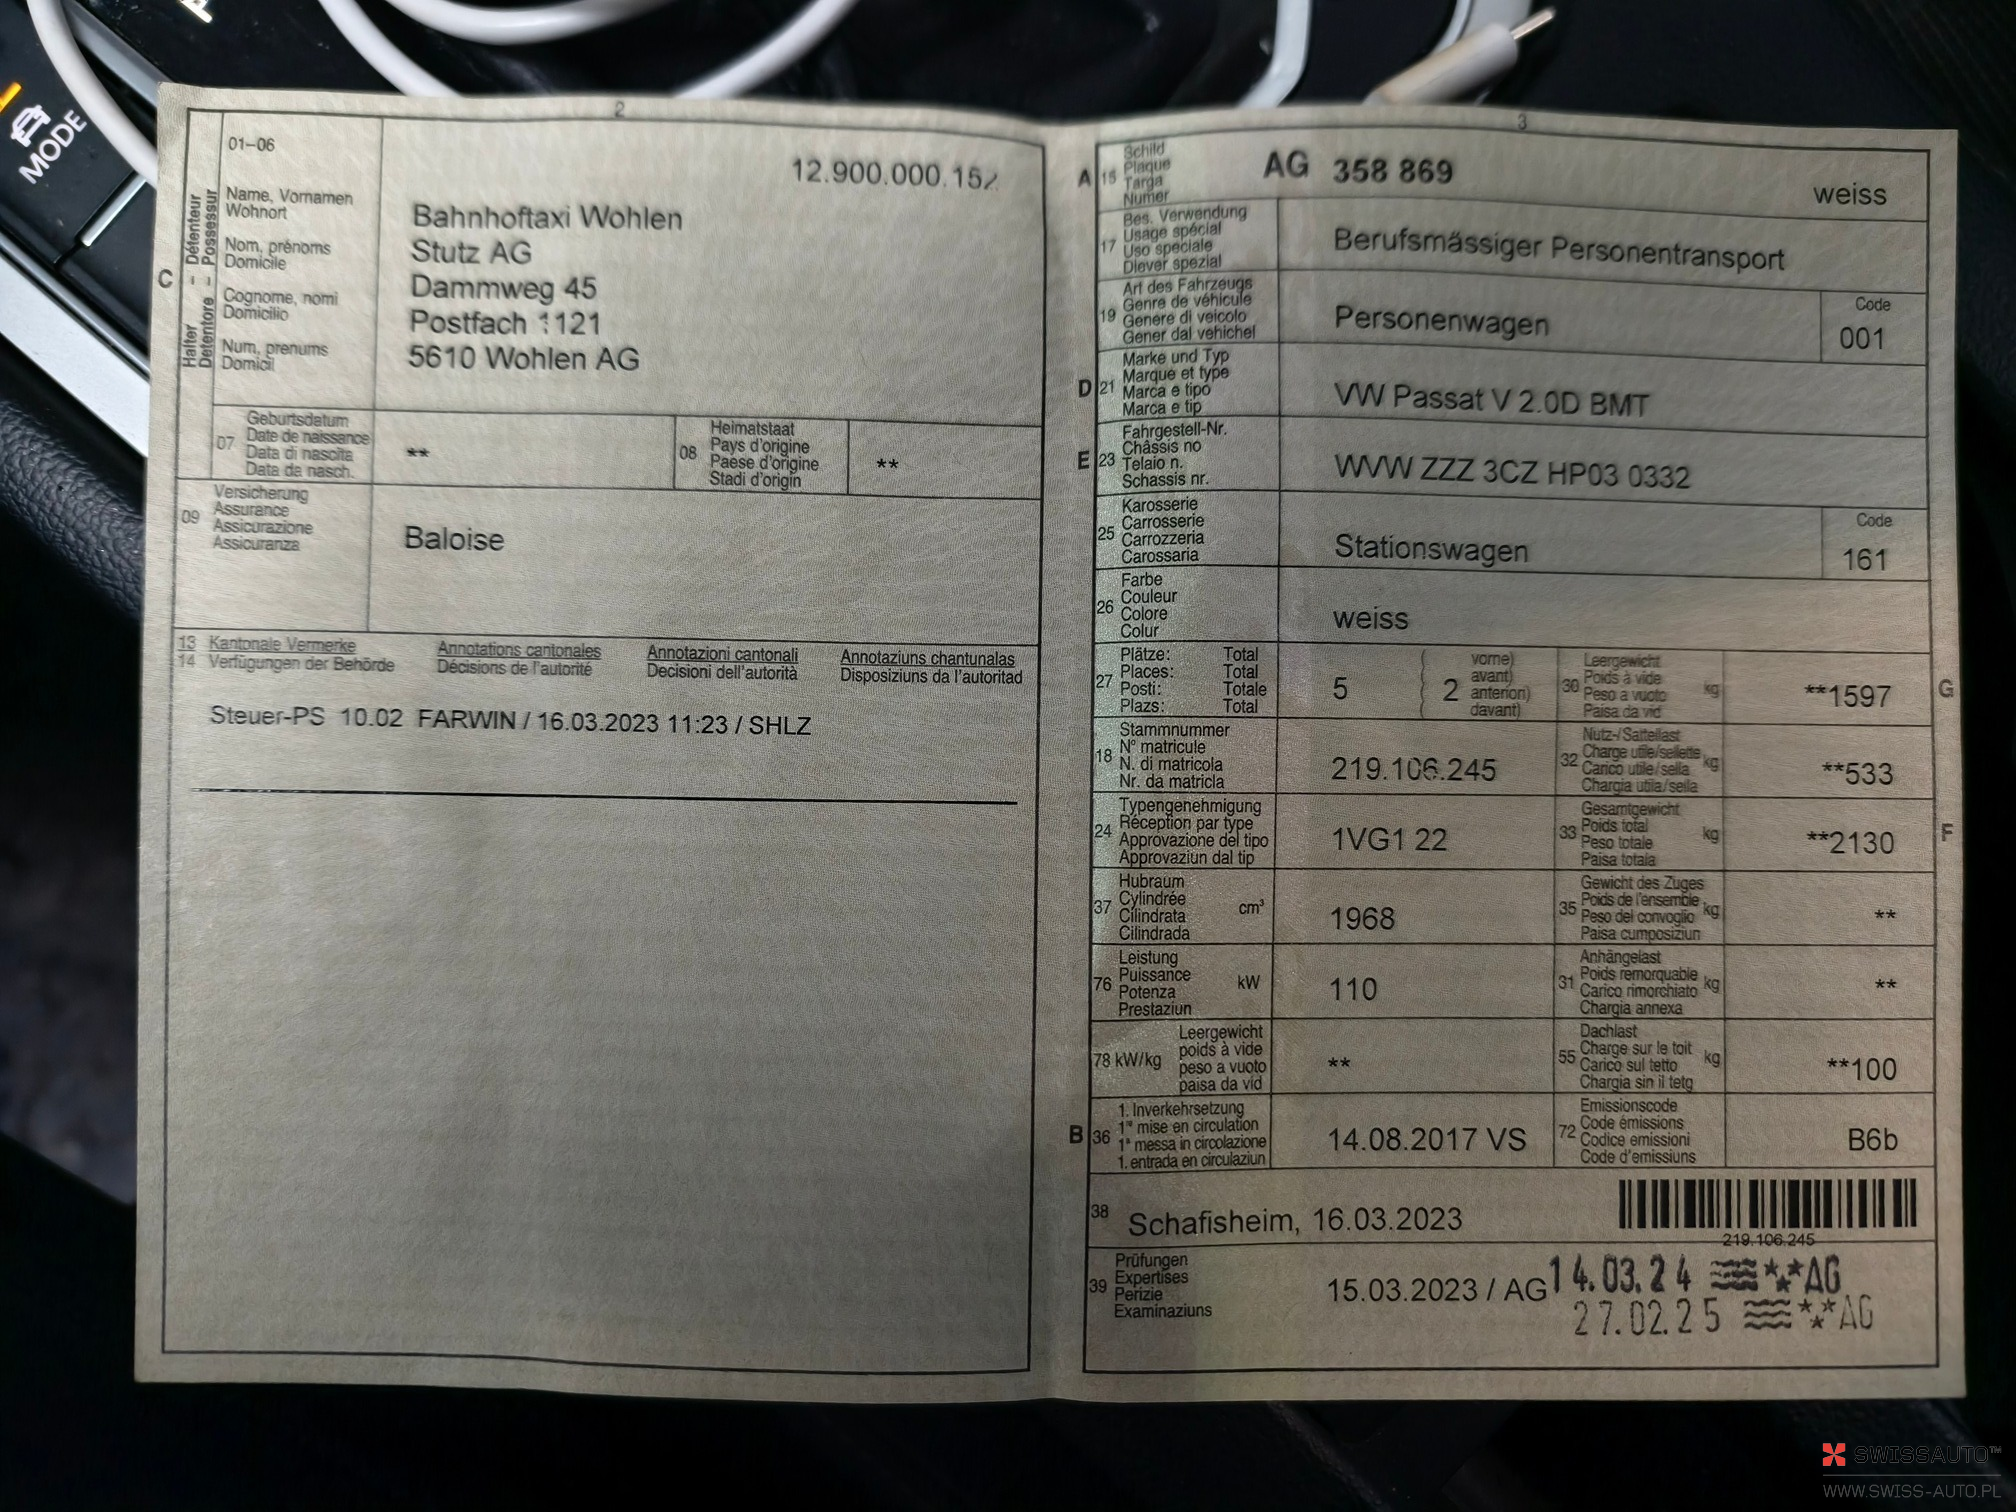 MODE
2
01-06
12.900.000.152
Halter - Détenteur
Detentore - Possessur
C
Name, Vornamen
Wohnort
Nom, prénoms
Domicile
Cognome, nomi
Domicilio
Num, prenums
Domicil
Bahnhoftaxi Wohlen
Stutz AG
Dammweg 45
Postfach 1121
5610 Wohlen AG
07
Geburtsdatum
Date de naissance
Data di nascita
Data da nasch.
**
08
Heimatstaat
Pays d'origine
Paese d'origine
Stadi d'origin
**
09
Versicherung
Assurance
Assicurazione
Assicuranza
Baloise
13 Kantonale Vermerke Annotations cantonales Annotazioni cantonali Annotaziuns chantunalas
14 Verfügungen der Behörde Décisions de l'autorité Decisioni dell'autorità Disposiziuns da l'autoritad
Steuer-PS 10.02 FARWIN / 16.03.2023 11:23 / SHLZ
3
A 15
Schild
Plaque
Targa
Numer
AG 358 869
weiss
17
Bes. Verwendung
Usage spécial
Uso speciale
Diever spezial
Berufsmässiger Personentransport
19
Art des Fahrzeugs
Genre de véhicule
Genere di veicolo
Gener dal vehichel
Personenwagen
Code
001
D 21
Marke und Typ
Marque et type
Marca e tipo
Marca e tip
VW Passat V 2.0D BMT
E 23
Fahrgestell-Nr.
Châssis no
Telaio n.
Schassis nr.
WVW ZZZ 3CZ HP03 0332
25
Karosserie
Carrosserie
Carrozzeria
Carossaria
Stationswagen
Code
161
26
Farbe
Couleur
Colore
Colur
weiss
27
Plätze: Total
Places: Total
Posti: Totale
Plazs: Total
5
2
vorne)
avant)
anteriori)
davant)
30
Leergewicht
Poids à vide
Peso a vuoto
Paisa da vid
kg
**1597
G
18
Stammnummer
N° matricule
N. di matricola
Nr. da matricla
219.106.245
32
Nutz-/Sattellast
Charge utile/sellette
Carico utile/sella
Chargia utila/sella
kg
**533
24
Typengenehmigung
Réception par type
Approvazione del tipo
Approvaziun dal tip
1VG1 22
33
Gesamtgewicht
Poids total
Peso totale
Paisa totala
kg
**2130
F
37
Hubraum
Cylindrée
Cilindrata
Cilindrada
cm³
1968
35
Gewicht des Zuges
Poids de l'ensemble
Peso del convoglio
Paisa cumposiziun
kg
**
76
Leistung
Puissance
Potenza
Prestaziun
kW
110
31
Anhängelast
Poids remorquable
Carico rimorchiato
Chargia annexa
kg
**
78 kW/kg
Leergewicht
poids à vide
peso a vuoto
paisa da vid
**
55
Dachlast
Charge sur le toit
Carico sul tetto
Chargia sin il tetg
kg
**100
B 36
1. Inverkehrsetzung
1re mise en circulation
1a messa in circolazione
1. entrada en circulaziun
14.08.2017 VS
72
Emissionscode
Code émissions
Codice emissioni
Code d'emissiuns
B6b
38
Schafisheim, 16.03.2023
219.106.245
39
Prüfungen
Expertises
Perizie
Examinaziuns
15.03.2023 / AG
14.03.24 AG
27.02.25 AG
SWISSAUTO™
WWW.SWISS-AUTO.PL